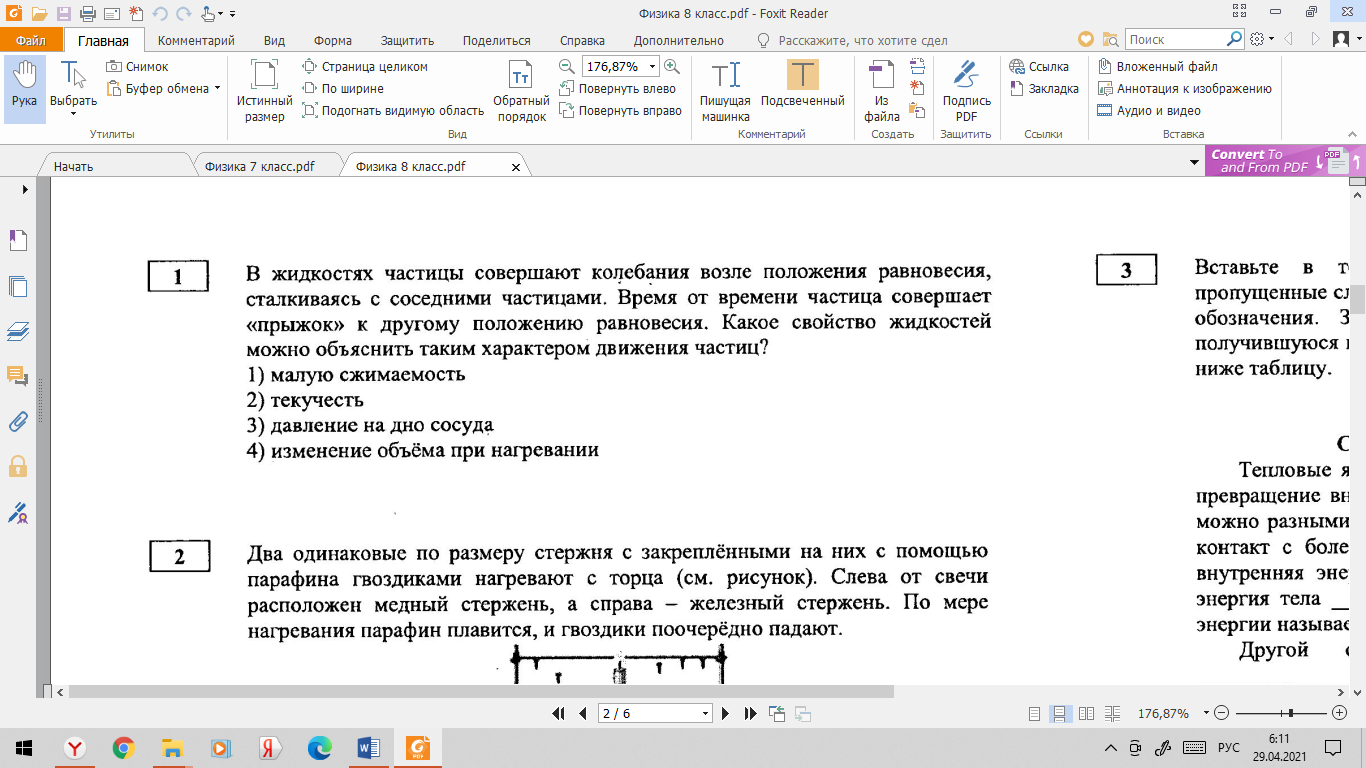 Физика 8 класс.pdf - Foxit Reader
Файл Главная Комментарий Вид Форма Защитить Поделиться Справка Дополнительно Расскажите, что хотите сдел Поиск
Рука
Выбрать
Снимок
Буфер обмена
Утилиты
Истинный размер
Страница целиком
По ширине
Подогнать видимую область
Обратный порядок
176,87%
Повернуть влево
Повернуть вправо
Вид
Пишущая машинка
Подсвеченный
Комментарий
Из файла
Создать
Подпись PDF
Защитить
Ссылка
Закладка
Ссылки
Вложенный файл
Аннотация к изображению
Аудио и видео
Вставка
Начать Физика 7 класс.pdf Физика 8 класс.pdf
Convert To
and From PDF
PDF
1
В жидкостях частицы совершают колебания возле положения равновесия,
сталкиваясь с соседними частицами. Время от времени частица совершает
«прыжок» к другому положению равновесия. Какое свойство жидкостей
можно объяснить таким характером движения частиц?
1) малую сжимаемость
2) текучесть
3) давление на дно сосуда
4) изменение объёма при нагревании
2
Два одинаковые по размеру стержня с закреплёнными на них с помощью
парафина гвоздиками нагревают с торца (см. рисунок). Слева от свечи
расположен медный стержень, а справа – железный стержень. По мере
нагревания парафин плавится, и гвоздики поочерёдно падают.
3
Вставьте в т
пропущенные сл
обозначения. З
получившуюся
ниже таблицу.
С
Тепловые я
превращение вн
можно разными
контакт с боле
внутренняя эне
энергия тела __
энергии называе
Другой с
2 / 6
176,87%
РУС
6:11
29.04.2021